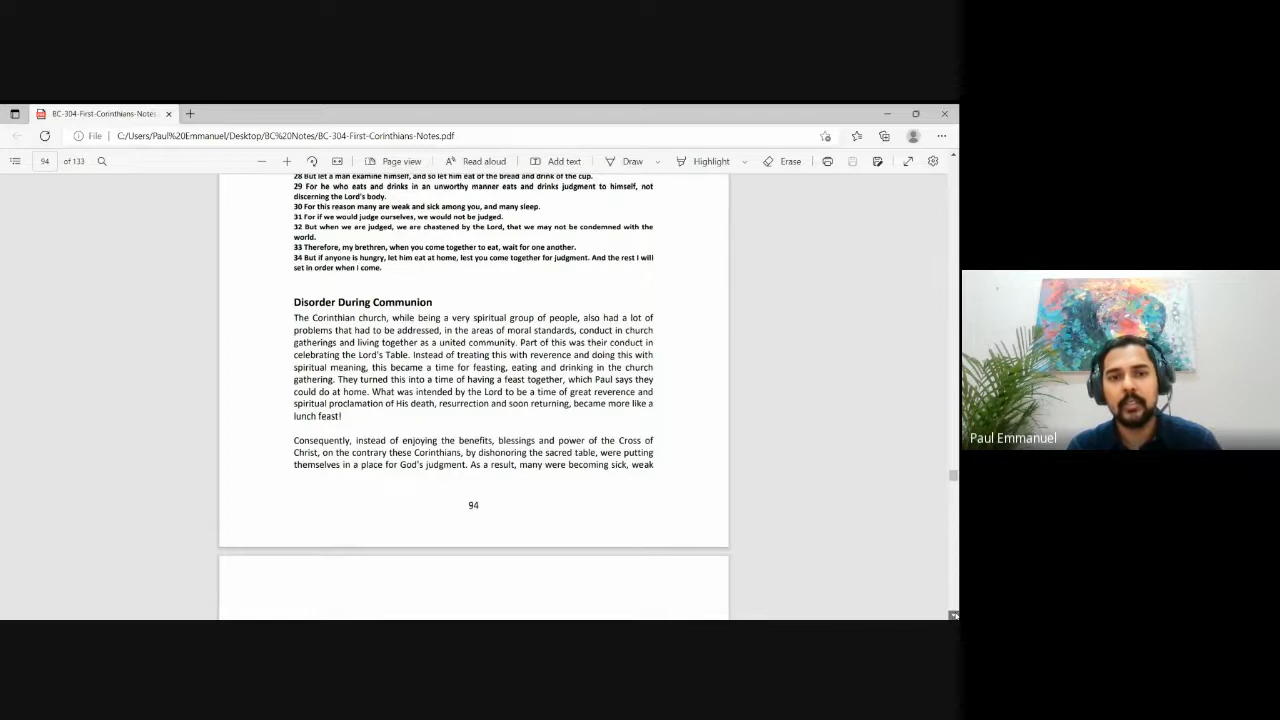 BC-304-First-Corinthians-Notes
File
C:/Users/Paul%20Emmanuel/Desktop/BC%20Notes/BC-304-First-Corinthians-Notes.pdf
94 of 133
Page view
Read aloud
Add text
Draw
Highlight
Erase
28 But let a man examine himself, and so let him eat of the bread and drink of the cup.
29 For he who eats and drinks in an unworthy manner eats and drinks judgment to himself, not
discerning the Lord's body.
30 For this reason many are weak and sick among you, and many sleep.
31 For if we would judge ourselves, we would not be judged.
32 But when we are judged, we are chastened by the Lord, that we may not be condemned with the
world.
33 Therefore, my brethren, when you come together to eat, wait for one another.
34 But if anyone is hungry, let him eat at home, lest you come together for judgment. And the rest I will
set in order when I come.
Disorder During Communion
The Corinthian church, while being a very spiritual group of people, also had a lot of
problems that had to be addressed, in the areas of moral standards, conduct in church
gatherings and living together as a united community. Part of this was their conduct in
celebrating the Lord's Table. Instead of treating this with reverence and doing this with
spiritual meaning, this became a time for feasting, eating and drinking in the church
gathering. They turned this into a time of having a feast together, which Paul says they
could do at home. What was intended by the Lord to be a time of great reverence and
spiritual proclamation of His death, resurrection and soon returning, became more like a
lunch feast!
Consequently, instead of enjoying the benefits, blessings and power of the Cross of
Christ, on the contrary these Corinthians, by dishonoring the sacred table, were putting
themselves in a place for God's judgment. As a result, many were becoming sick, weak
94
Paul Emmanuel